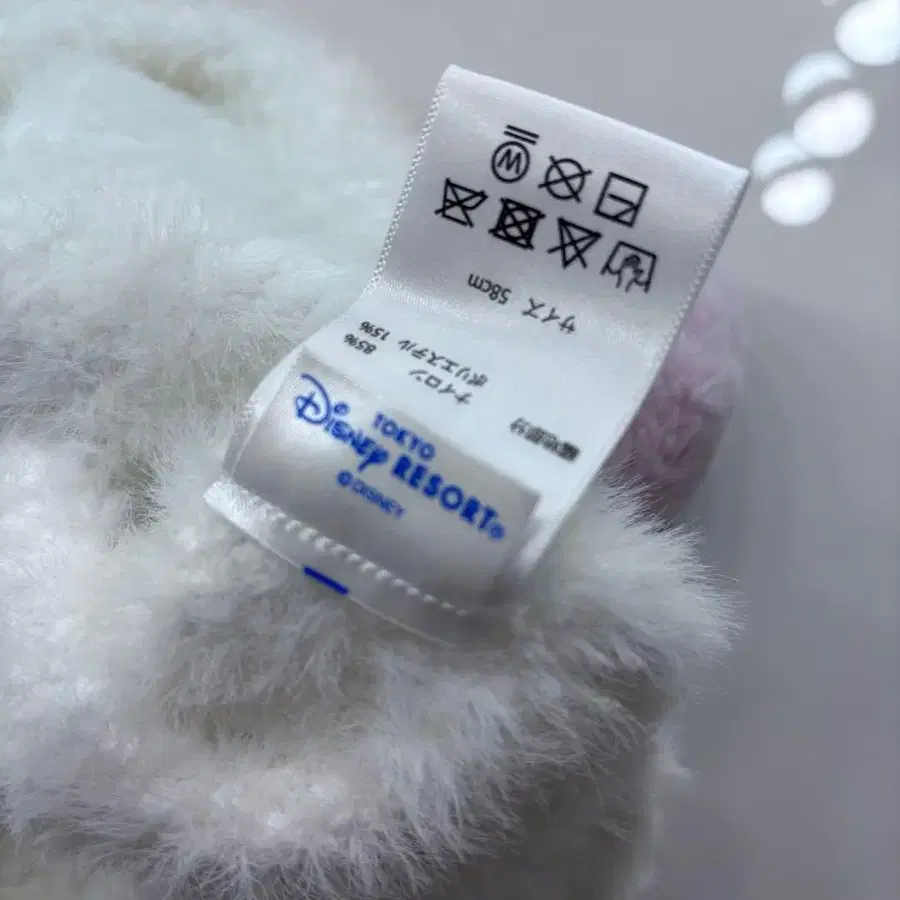 TOKYO
DISNEY RESORT®
©DISNEY
ナイロン 85%
ポリエステル 15%
サイズ 58cm
W